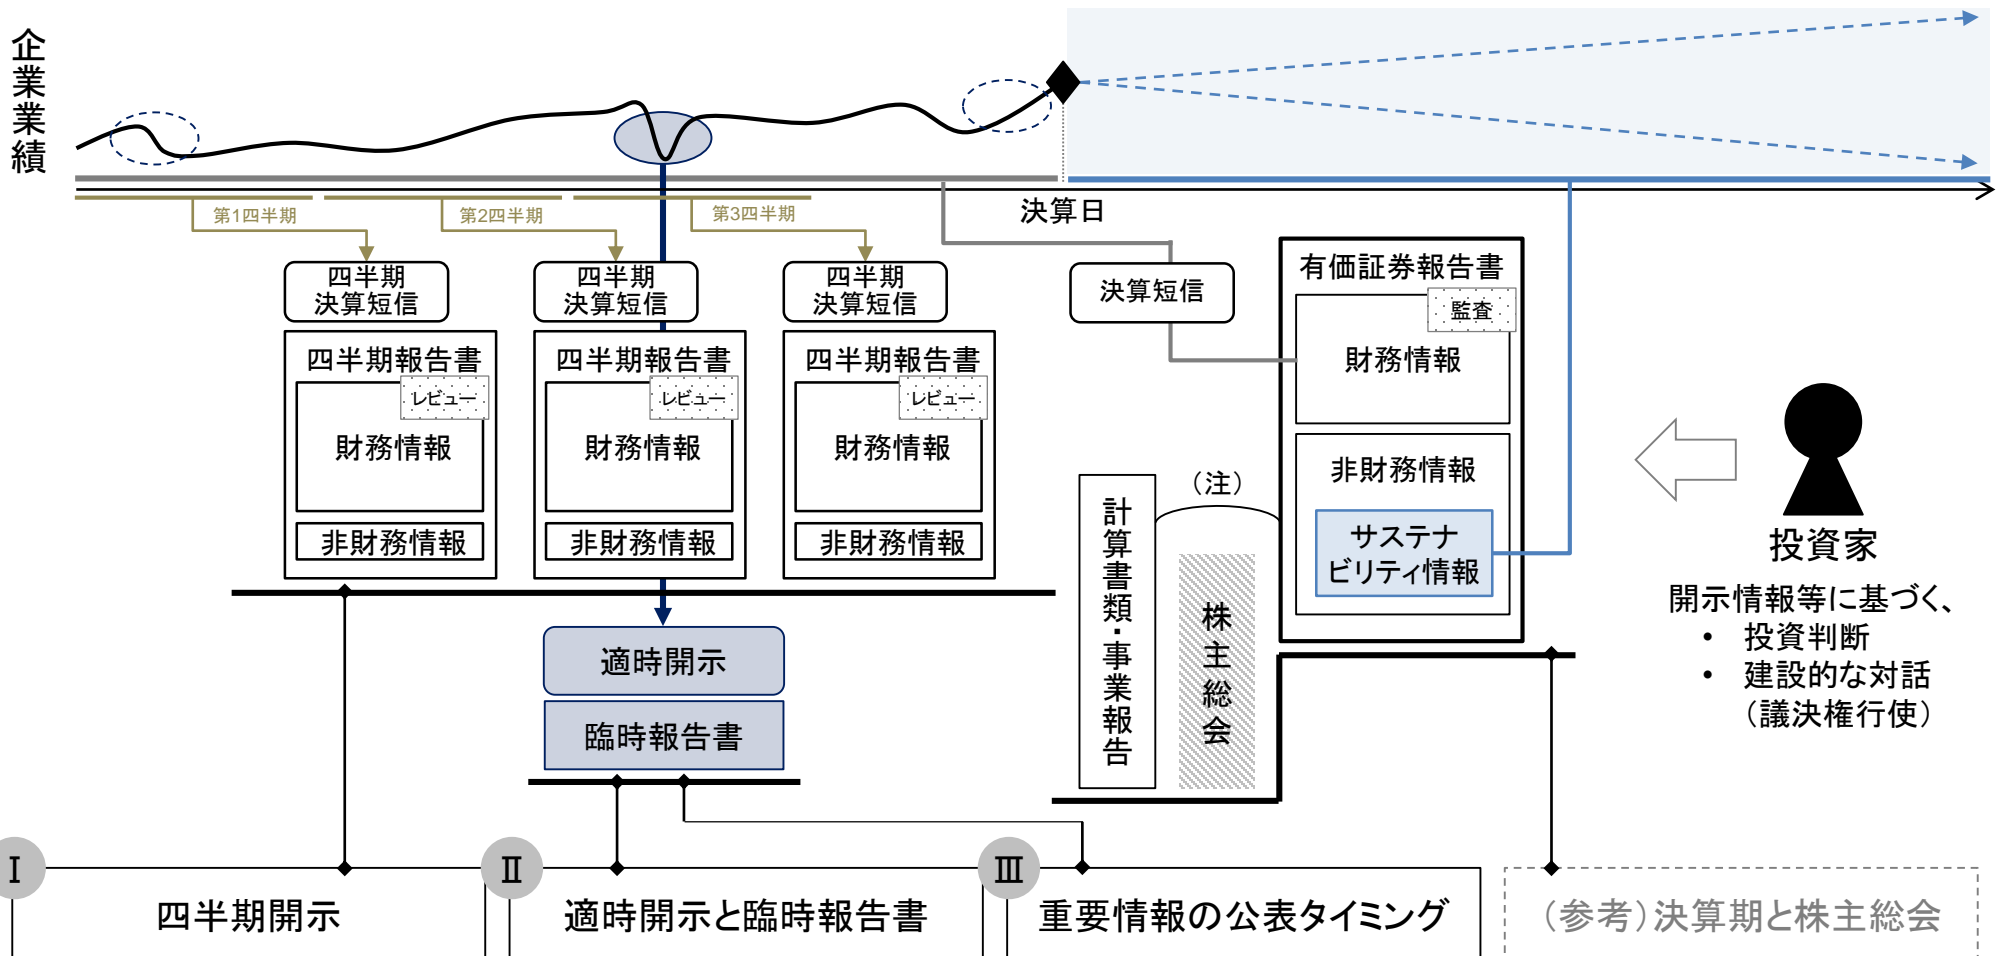 企業業績
第1四半期
第2四半期
第3四半期
決算日
四半期
決算短信
四半期
決算短信
四半期
決算短信
決算短信
四半期報告書
レビュー
財務情報
非財務情報
四半期報告書
レビュー
財務情報
非財務情報
四半期報告書
レビュー
財務情報
非財務情報
適時開示
臨時報告書
計算書類・事業報告
（注）
株主総会
有価証券報告書
監査
財務情報
非財務情報
サステナ
ビリティ情報
投資家
開示情報等に基づく、
• 投資判断
• 建設的な対話
（議決権行使）
Ⅰ
四半期開示
Ⅱ
適時開示と臨時報告書
Ⅲ
重要情報の公表タイミング
（参考）決算期と株主総会